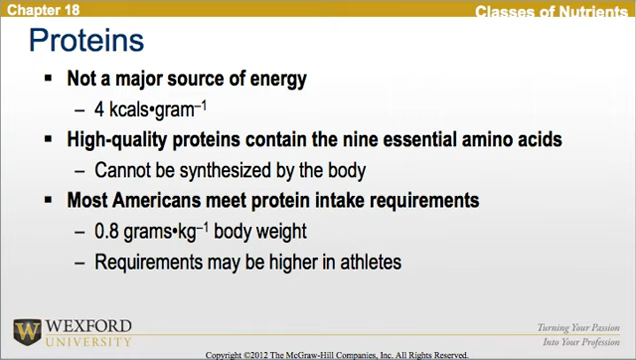 Chapter 18
Classes of Nutrients
Proteins
▪ Not a major source of energy
– 4 kcals•gram⁻¹
▪ High-quality proteins contain the nine essential amino acids
– Cannot be synthesized by the body
▪ Most Americans meet protein intake requirements
– 0.8 grams•kg⁻¹ body weight
– Requirements may be higher in athletes
W
WEXFORD
UNIVERSITY
Turning Your Passion
Into Your Profession
Copyright ©2012 The McGraw-Hill Companies, Inc. All Rights Reserved.